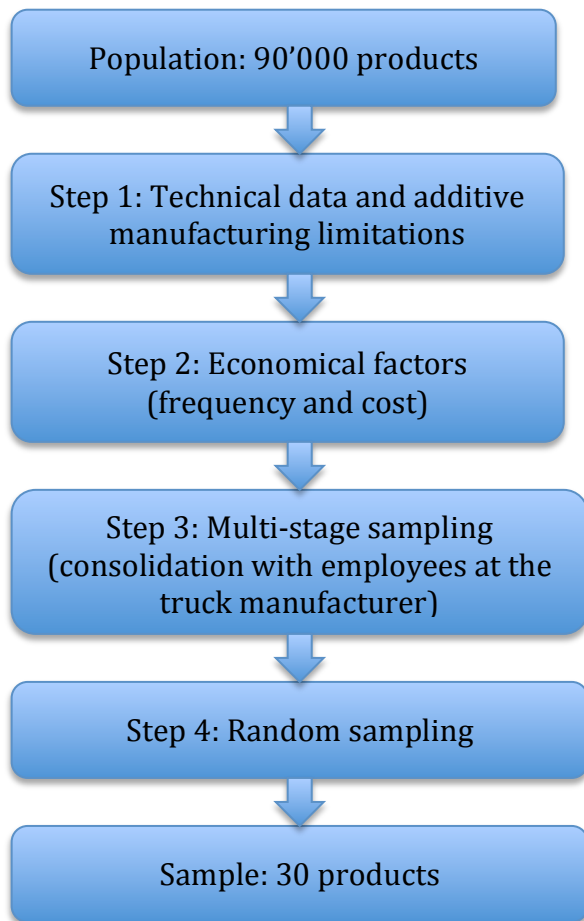 Population: 90’000 products
Step 1: Technical data and additive
manufacturing limitations
Step 2: Economical factors
(frequency and cost)
Step 3: Multi-stage sampling
(consolidation with employees at the
truck manufacturer)
Step 4: Random sampling
Sample: 30 products